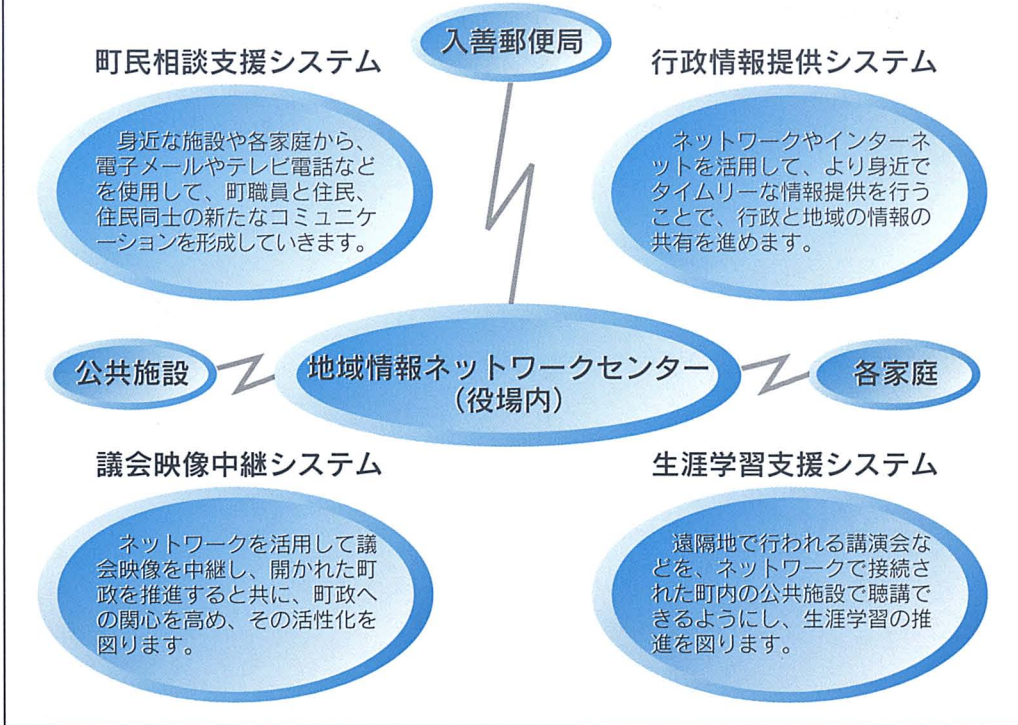 入善郵便局
町民相談支援システム
身近な施設や各家庭から、
電子メールやテレビ電話など
を使用して、町職員と住民、
住民同士の新たなコミュニケ
ーションを形成していきます。
行政情報提供システム
ネットワークやインターネ
ットを活用して、より身近で
タイムリーな情報提供を行う
ことで、行政と地域の情報の
共有を進めます。
公共施設
地域情報ネットワークセンター
（役場内）
各家庭
議会映像中継システム
ネットワークを活用して議
会映像を中継し、開かれた町
政を推進すると共に、町政へ
の関心を高め、その活性化を
図ります。
生涯学習支援システム
遠隔地で行われる講演会な
どを、ネットワークで接続さ
れた町内の公共施設で聴講で
きるようにし、生涯学習の推
進を図ります。